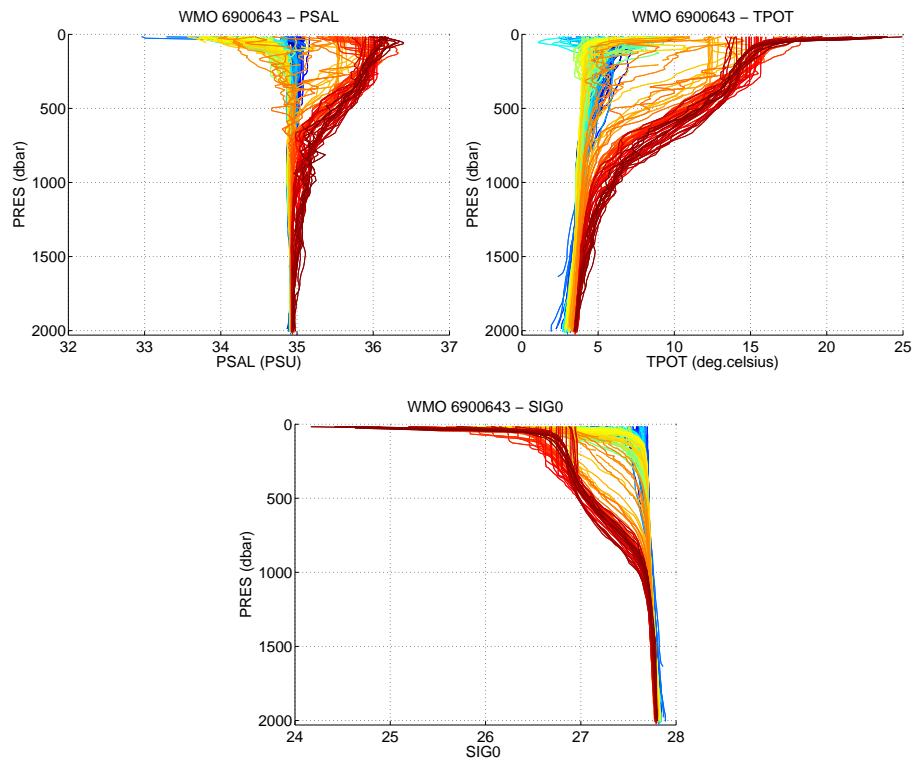 WMO 6900643 − PSAL
0
500
1000
1500
2000
PRES (dbar)
32 33 34 35 36 37
PSAL (PSU)
WMO 6900643 − TPOT
0
500
1000
1500
2000
PRES (dbar)
0 5 10 15 20 25
TPOT (deg.celsius)
WMO 6900643 − SIG0
0
500
1000
1500
2000
PRES (dbar)
24 25 26 27 28
SIG0